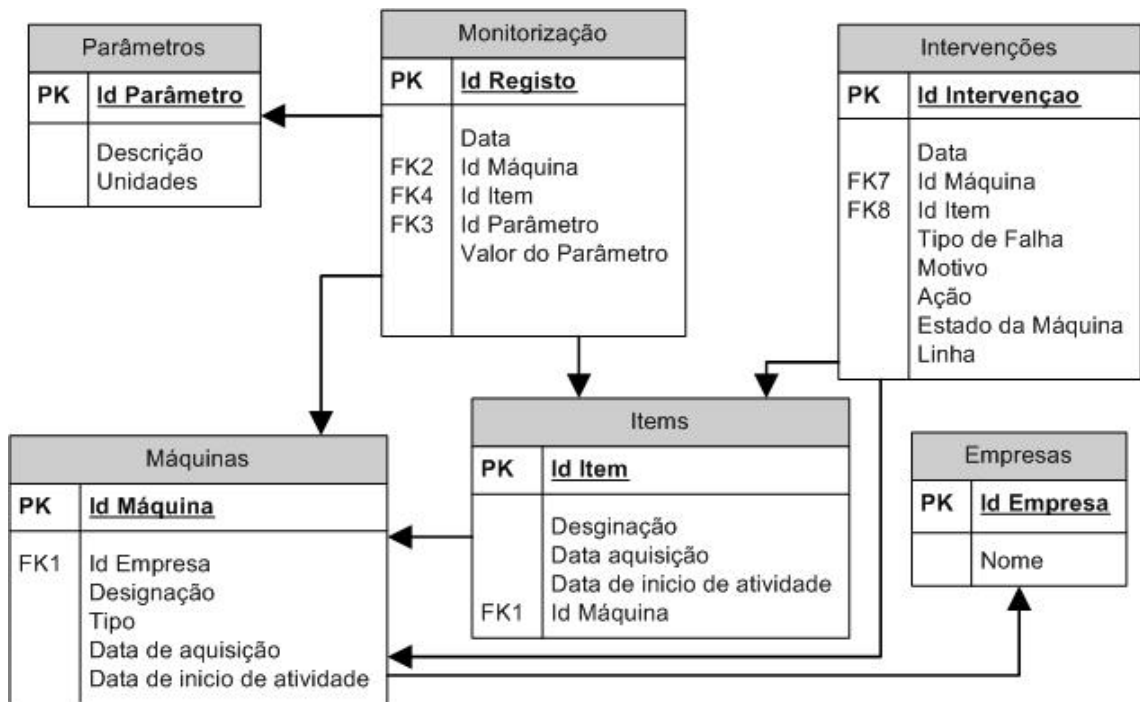 Parâmetros
PK Id Parâmetro
Descrição
Unidades
Monitorização
PK Id Registo
Data
FK2 Id Máquina
FK4 Id Item
FK3 Id Parâmetro
Valor do Parâmetro
Intervenções
PK Id Intervençao
Data
FK7 Id Máquina
FK8 Id Item
Tipo de Falha
Motivo
Ação
Estado da Máquina
Linha
Máquinas
PK Id Máquina
FK1 Id Empresa
Designação
Tipo
Data de aquisição
Data de inicio de atividade
Items
PK Id Item
Desginação
Data aquisição
Data de inicio de atividade
FK1 Id Máquina
Empresas
PK Id Empresa
Nome